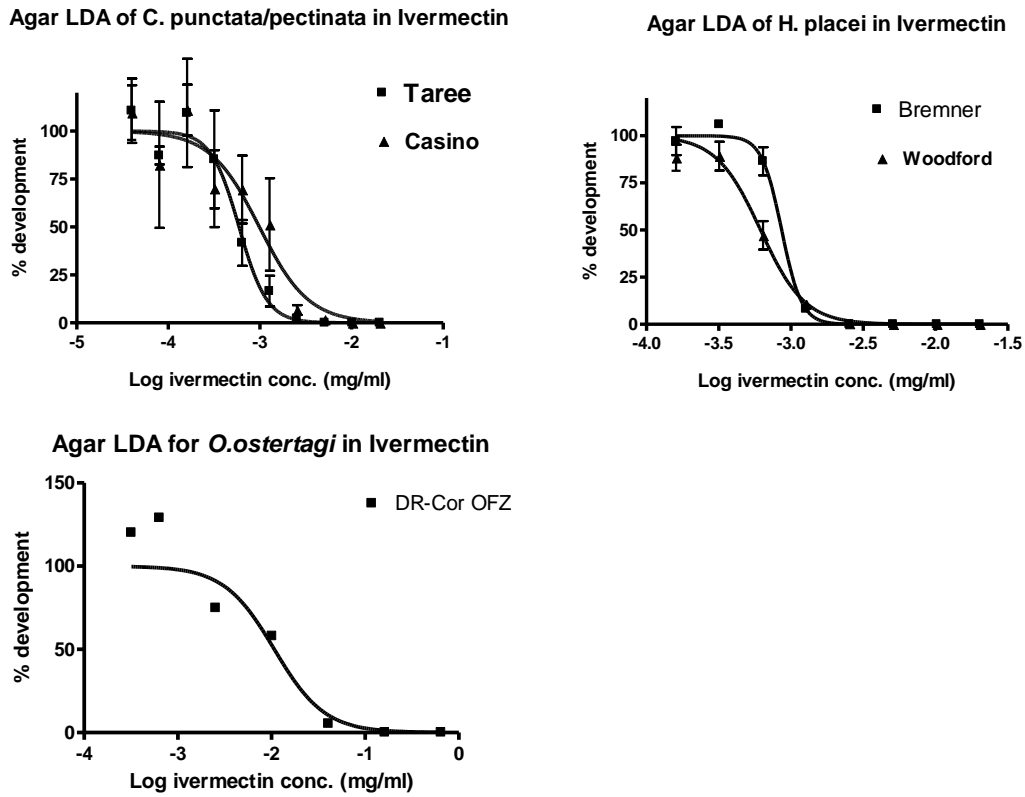 Agar LDA of C. punctata/pectinata in Ivermectin
Taree
Casino
100
75
50
25
0
% development
-5
-4
-3
-2
-1
Log ivermectin conc. (mg/ml)
Agar LDA of H. placei in Ivermectin
Bremner
Woodford
100
75
50
25
0
% development
-4.0
-3.5
-3.0
-2.5
-2.0
-1.5
Log ivermectin conc. (mg/ml)
Agar LDA for O.ostertagi in Ivermectin
DR-Cor OFZ
150
100
50
0
% development
-4
-3
-2
-1
0
Log ivermectin conc. (mg/ml)